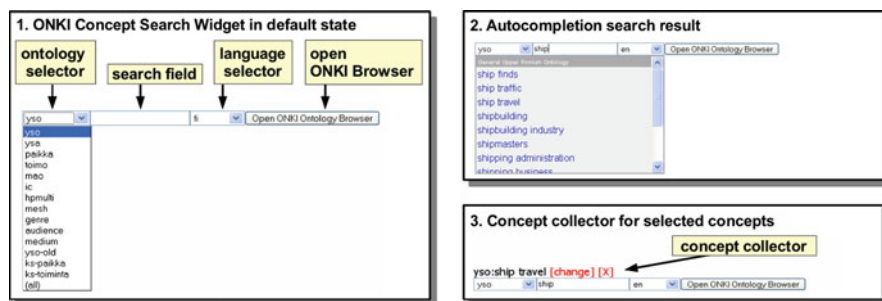 1. ONKI Concept Search Widget in default state
ontology selector
search field
language selector
open ONKI Browser
yso fi Open ONKI Ontology Browser
yso
ysa
paikka
toimo
mao
ic
hpmulti
mesh
genre
audience
medium
yso-old
ks-paikka
ks-toiminta
(all)
2. Autocompletion search result
yso ship en Open ONKI Ontology Browser
General Upper Finnish Ontology
ship finds
ship traffic
ship travel
shipbuilding
shipbuilding industry
shipmasters
shipping administration
shipping business
3. Concept collector for selected concepts
concept collector
yso:ship travel [change] [X]
yso ship en Open ONKI Ontology Browser